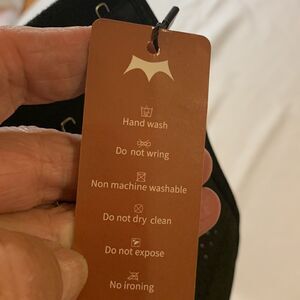 Hand wash
Do not wring
Non machine washable
Do not dry clean
Do not expose
No ironing